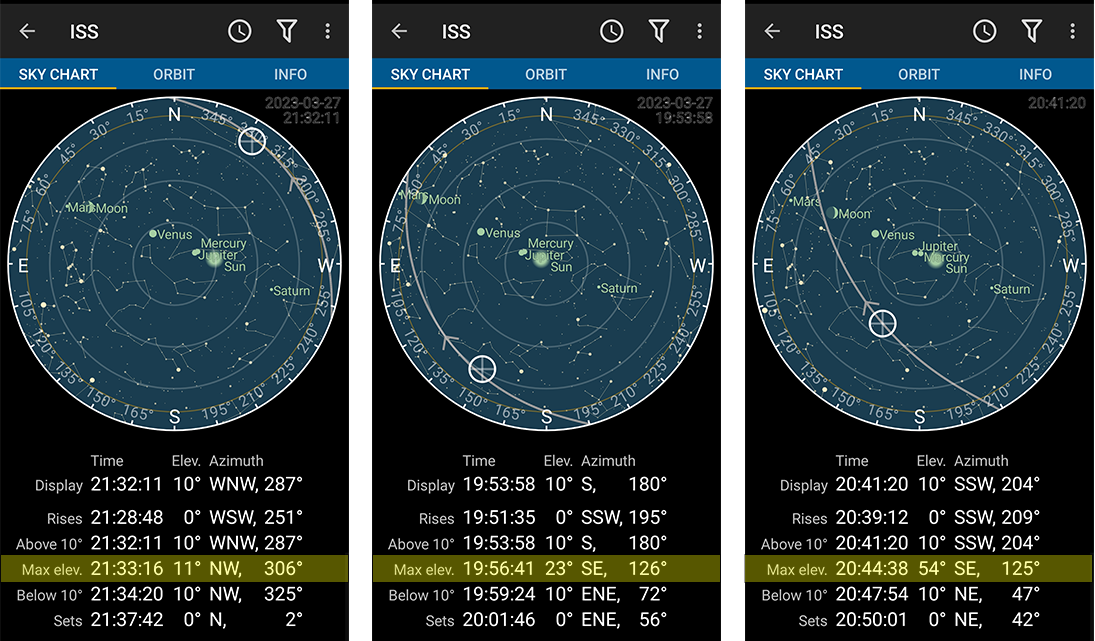 ISS
SKY CHART ORBIT INFO
2023-03-27
21:32:11
N
15° 345°
30° 330°
45° 315°
60° 300°
75° 285°
Mars Moon
Venus
Mercury
Jupiter
Sun
E W
Saturn
255°
240°
120° 225°
135° 210°
150° 195°
165°
S
Time Elev. Azimuth
Display 21:32:11 10° WNW, 287°
Rises 21:28:48 0° WSW, 251°
Above 10° 21:32:11 10° WNW, 287°
Max elev. 21:33:16 11° NW, 306°
Below 10° 21:34:20 10° NW, 325°
Sets 21:37:42 0° N, 2°
ISS
SKY CHART ORBIT INFO
2023-03-27
19:53:58
N
15° 345°
30° 330°
45° 315°
60° 300°
75° 285°
Mars Moon
Venus
Mercury
Jupiter
Sun
E W
Saturn
255°
240°
120° 225°
135° 210°
150° 195°
165°
S
Time Elev. Azimuth
Display 19:53:58 10° S, 180°
Rises 19:51:35 0° SSW, 195°
Above 10° 19:53:58 10° S, 180°
Max elev. 19:56:41 23° SE, 126°
Below 10° 19:59:24 10° ENE, 72°
Sets 20:01:46 0° ENE, 56°
ISS
SKY CHART ORBIT INFO
20:41:20
N
15° 345°
30° 330°
45° 315°
60° 300°
75° 285°
Mars
Moon
Venus
Jupiter
Mercury
Sun
E W
Saturn
255°
240°
120° 225°
135° 210°
150° 195°
165°
S
Time Elev. Azimuth
Display 20:41:20 10° SSW, 204°
Rises 20:39:12 0° SSW, 209°
Above 10° 20:41:20 10° SSW, 204°
Max elev. 20:44:38 54° SE, 125°
Below 10° 20:47:54 10° NE, 47°
Sets 20:50:01 0° NE, 42°